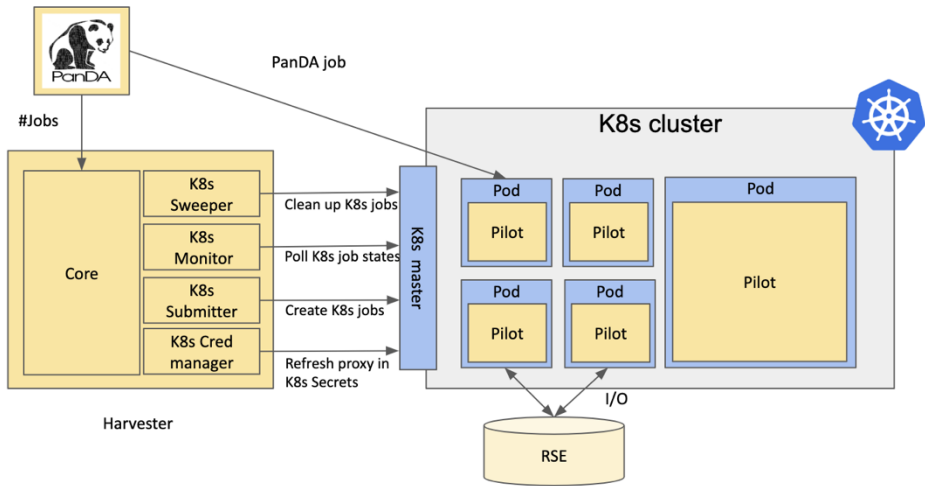 PanDA
PanDA job
#Jobs
K8s cluster
Core
K8s
Sweeper
K8s
Monitor
K8s
Submitter
K8s Cred
manager
Clean up K8s jobs
Poll K8s job states
Create K8s jobs
Refresh proxy in
K8s Secrets
K8s master
Pod
Pilot
Pod
Pilot
Pod
Pilot
Pod
Pilot
Pod
Pilot
Harvester
I/O
RSE